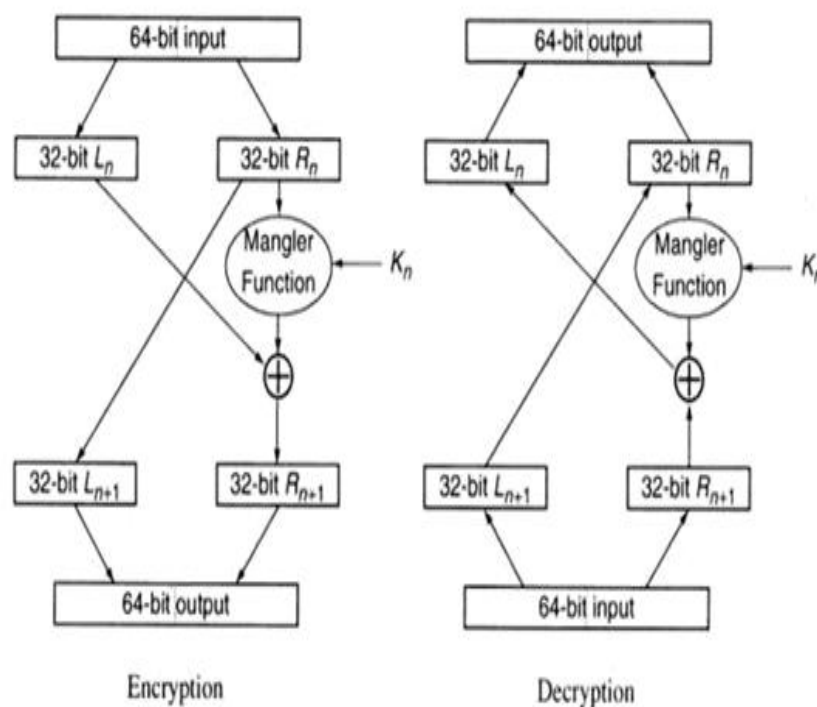 64-bit input
32-bit Lₙ
32-bit Rₙ
Mangler
Function
Kₙ
32-bit Lₙ₊₁
32-bit Rₙ₊₁
64-bit output
Encryption
64-bit output
32-bit Lₙ
32-bit Rₙ
Mangler
Function
K
32-bit Lₙ₊₁
32-bit Rₙ₊₁
64-bit input
Decryption